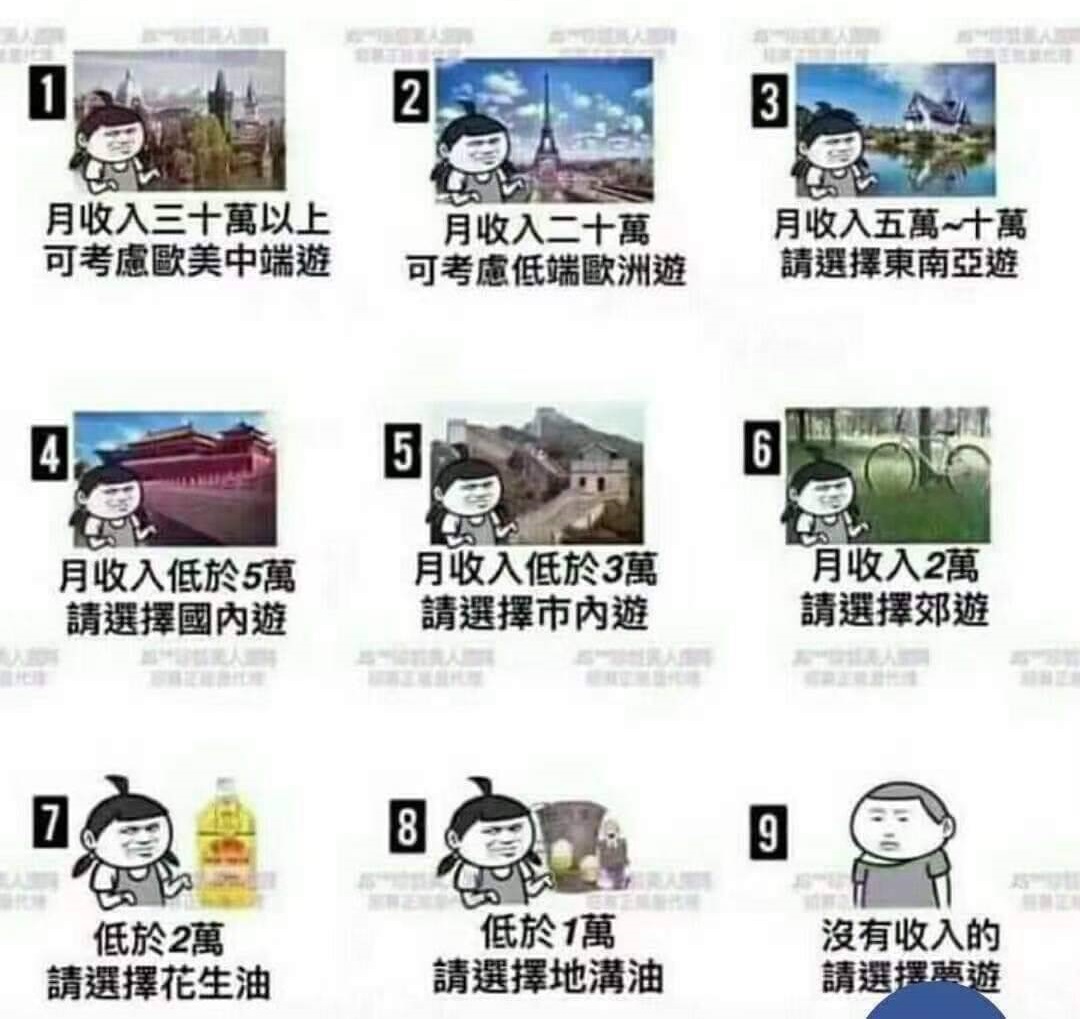 1
月收入三十萬以上
可考慮歐美中端遊
2
月收入二十萬
可考慮低端歐洲遊
3
月收入五萬~十萬
請選擇東南亞遊
4
月收入低於5萬
請選擇國內遊
5
月收入低於3萬
請選擇市內遊
6
月收入2萬
請選擇郊遊
7
低於2萬
請選擇花生油
8
低於1萬
請選擇地溝油
9
沒有收入的
請選擇夢遊